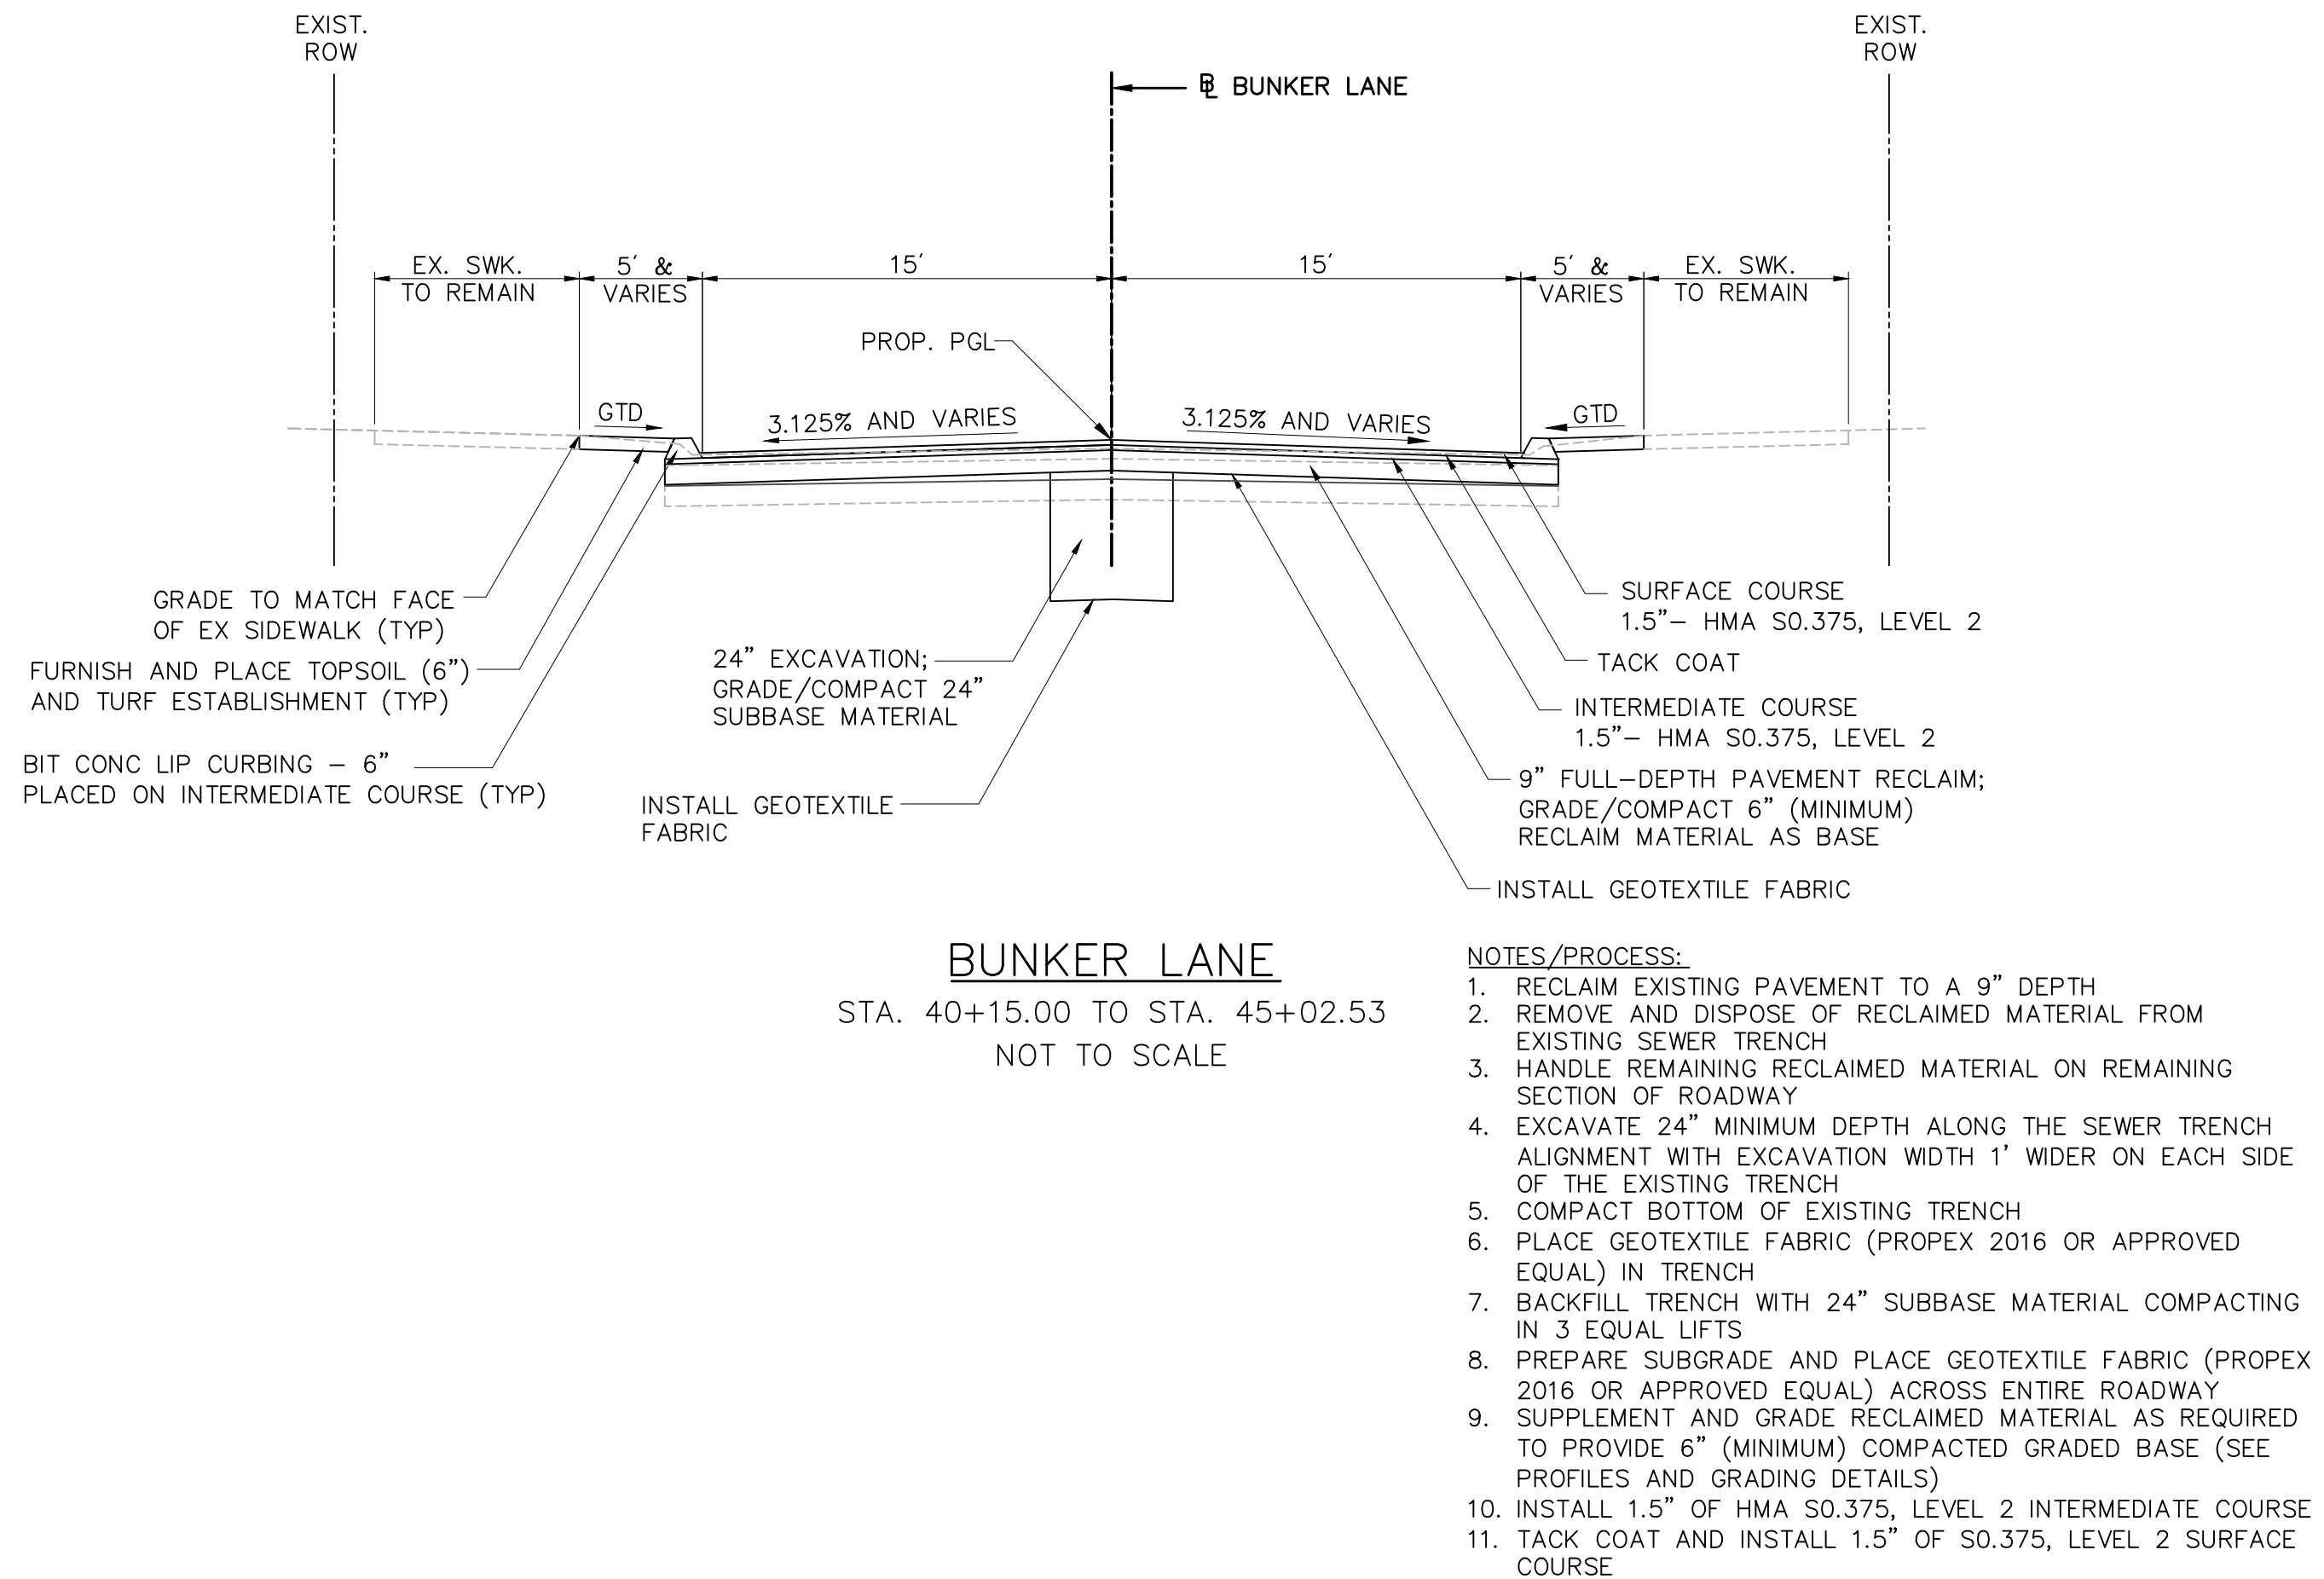 EXIST.
ROW
EXIST.
ROW
BL BUNKER LANE
EX. SWK.
TO REMAIN
5' &
VARIES
15'
15'
5' &
VARIES
EX. SWK.
TO REMAIN
PROP. PGL
GTD
3.125% AND VARIES
3.125% AND VARIES
GTD
GRADE TO MATCH FACE
OF EX SIDEWALK (TYP)
FURNISH AND PLACE TOPSOIL (6")
AND TURF ESTABLISHMENT (TYP)
BIT CONC LIP CURBING – 6"
PLACED ON INTERMEDIATE COURSE (TYP)
24" EXCAVATION;
GRADE/COMPACT 24"
SUBBASE MATERIAL
INSTALL GEOTEXTILE
FABRIC
SURFACE COURSE
1.5"– HMA S0.375, LEVEL 2
TACK COAT
INTERMEDIATE COURSE
1.5"– HMA S0.375, LEVEL 2
9" FULL–DEPTH PAVEMENT RECLAIM;
GRADE/COMPACT 6" (MINIMUM)
RECLAIM MATERIAL AS BASE
INSTALL GEOTEXTILE FABRIC
BUNKER LANE
STA. 40+15.00 TO STA. 45+02.53
NOT TO SCALE
NOTES/PROCESS:
1. RECLAIM EXISTING PAVEMENT TO A 9" DEPTH
2. REMOVE AND DISPOSE OF RECLAIMED MATERIAL FROM
EXISTING SEWER TRENCH
3. HANDLE REMAINING RECLAIMED MATERIAL ON REMAINING
SECTION OF ROADWAY
4. EXCAVATE 24" MINIMUM DEPTH ALONG THE SEWER TRENCH
ALIGNMENT WITH EXCAVATION WIDTH 1' WIDER ON EACH SIDE
OF THE EXISTING TRENCH
5. COMPACT BOTTOM OF EXISTING TRENCH
6. PLACE GEOTEXTILE FABRIC (PROPEX 2016 OR APPROVED
EQUAL) IN TRENCH
7. BACKFILL TRENCH WITH 24" SUBBASE MATERIAL COMPACTING
IN 3 EQUAL LIFTS
8. PREPARE SUBGRADE AND PLACE GEOTEXTILE FABRIC (PROPEX
2016 OR APPROVED EQUAL) ACROSS ENTIRE ROADWAY
9. SUPPLEMENT AND GRADE RECLAIMED MATERIAL AS REQUIRED
TO PROVIDE 6" (MINIMUM) COMPACTED GRADED BASE (SEE
PROFILES AND GRADING DETAILS)
10. INSTALL 1.5" OF HMA S0.375, LEVEL 2 INTERMEDIATE COURSE
11. TACK COAT AND INSTALL 1.5" OF S0.375, LEVEL 2 SURFACE
COURSE